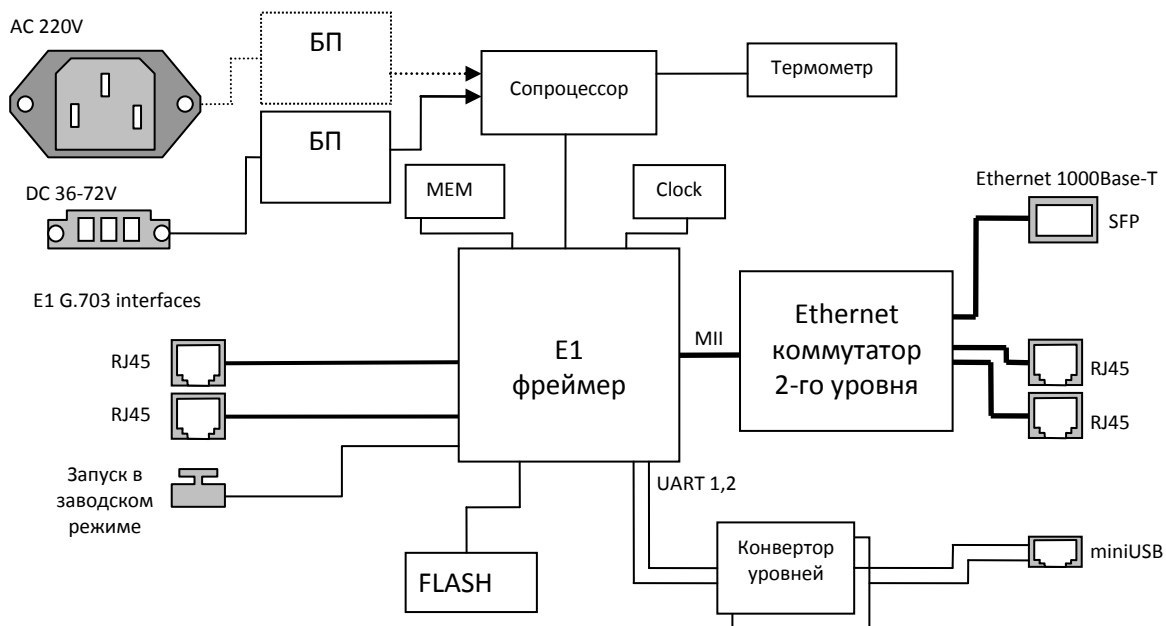 AC 220V
БП
Сопроцессор
Термометр
БП
DC 36-72V
MEM
Clock
Ethernet 1000Base-T
SFP
E1 G.703 interfaces
RJ45
RJ45
E1
фреймер
MII
Ethernet
коммутатор
2-го уровня
RJ45
RJ45
Запуск в
заводском
режиме
UART 1,2
FLASH
Конвертор
уровней
miniUSB